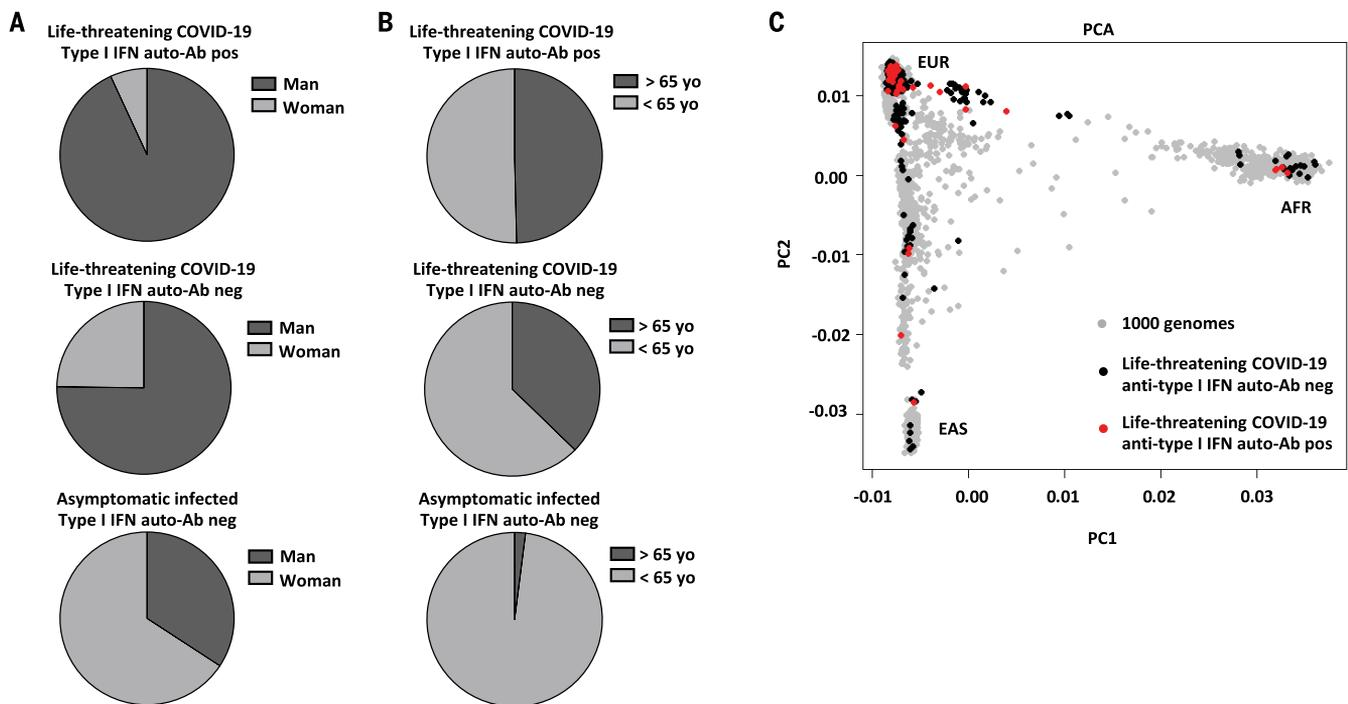 A
Life-threatening COVID-19
Type I IFN auto-Ab pos
Man
Woman
Life-threatening COVID-19
Type I IFN auto-Ab neg
Man
Woman
Asymptomatic infected
Type I IFN auto-Ab neg
Man
Woman
B
Life-threatening COVID-19
Type I IFN auto-Ab pos
> 65 yo
< 65 yo
Life-threatening COVID-19
Type I IFN auto-Ab neg
> 65 yo
< 65 yo
Asymptomatic infected
Type I IFN auto-Ab neg
> 65 yo
< 65 yo
C
PCA
PC2
0.01
0.00
-0.01
-0.02
-0.03
EUR
AFR
EAS
1000 genomes
Life-threatening COVID-19
anti-type I IFN auto-Ab neg
Life-threatening COVID-19
anti-type I IFN auto-Ab pos
-0.01 0.00 0.01 0.02 0.03
PC1